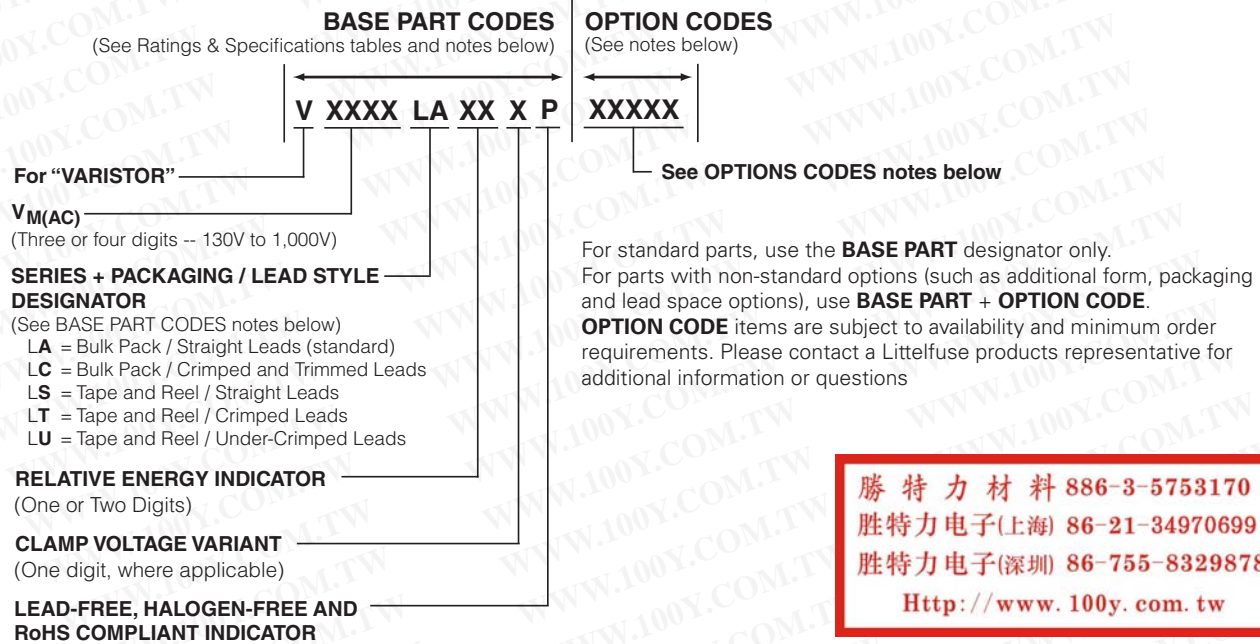 BASE PART CODES
(See Ratings & Specifications tables and notes below)
OPTION CODES
(See notes below)
V XXXX LA XX X P XXXXX
See OPTIONS CODES notes below
For “VARISTOR”
VM(AC)
(Three or four digits -- 130V to 1,000V)
SERIES + PACKAGING / LEAD STYLE
DESIGNATOR
(See BASE PART CODES notes below)
LA = Bulk Pack / Straight Leads (standard)
LC = Bulk Pack / Crimped and Trimmed Leads
LS = Tape and Reel / Straight Leads
LT = Tape and Reel / Crimped Leads
LU = Tape and Reel / Under-Crimped Leads
RELATIVE ENERGY INDICATOR
(One or Two Digits)
CLAMP VOLTAGE VARIANT
(One digit, where applicable)
LEAD-FREE, HALOGEN-FREE AND
RoHS COMPLIANT INDICATOR
For standard parts, use the BASE PART designator only.
For parts with non-standard options (such as additional form, packaging
and lead space options), use BASE PART + OPTION CODE.
OPTION CODE items are subject to availability and minimum order
requirements. Please contact a Littelfuse products representative for
additional information or questions
勝特力材料 886-3-5753170
胜特力电子(上海) 86-21-34970699
胜特力电子(深圳) 86-755-8329878
Http://www.100y.com.tw
WWW.100Y.COM.TW